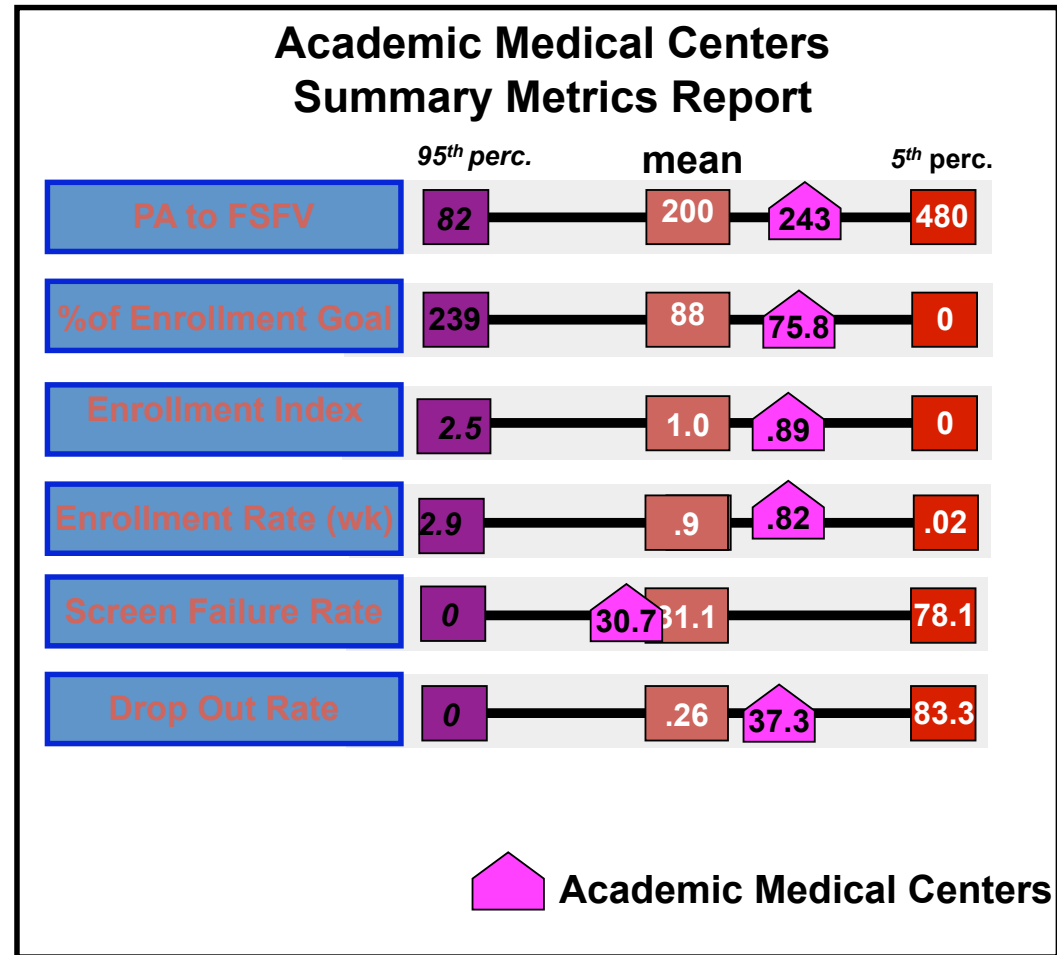 Academic Medical Centers
Summary Metrics Report
95th perc. mean 5th perc.
PA to FSFV 82 200 243 480
%of Enrollment Goal 239 88 75.8 0
Enrollment Index 2.5 1.0 .89 0
Enrollment Rate (wk) 2.9 .9 .82 .02
Screen Failure Rate 0 30.7 31.1 78.1
Drop Out Rate 0 .26 37.3 83.3
Academic Medical Centers